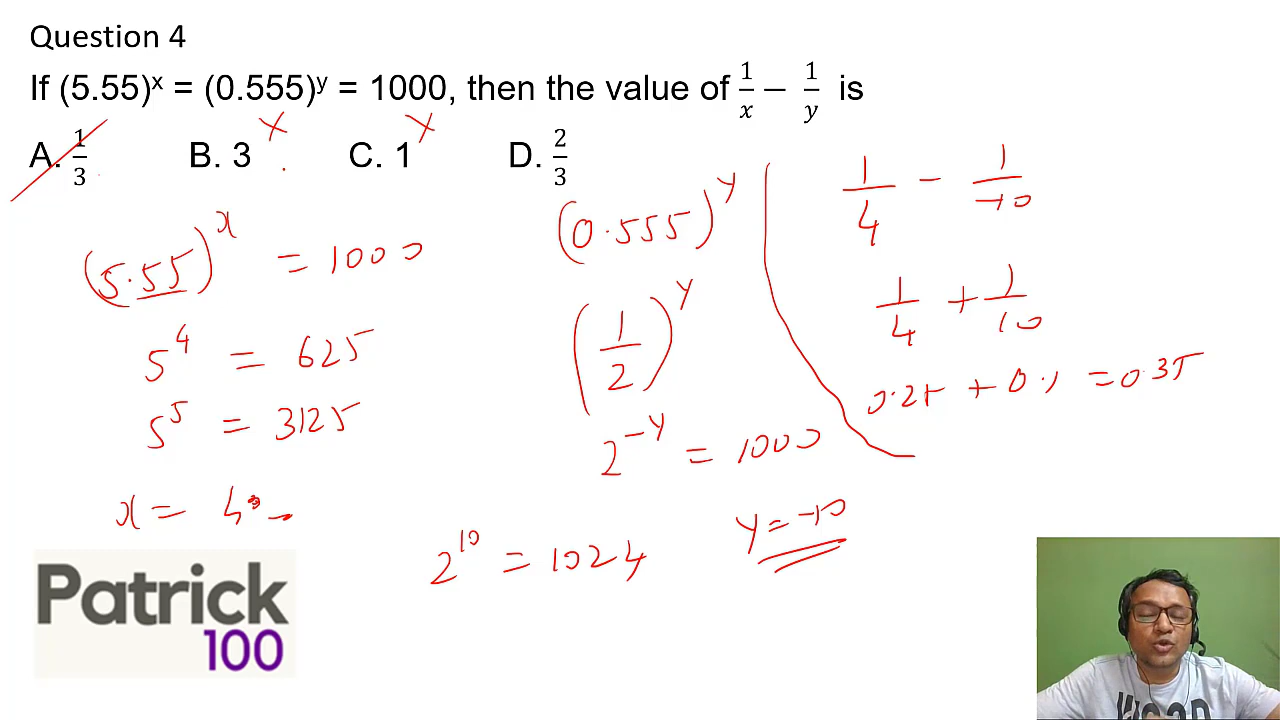 Question 4
If (5.55)ˣ = (0.555)ʸ = 1000, then the value of 1/x − 1/y is
A. 1/3 B. 3 C. 1 D. 2/3
x x
(5.55)ˣ = 1000
5⁴ = 625
5⁵ = 3125
x = 4
(0.555)ʸ
(1/2)ʸ
2⁻ʸ = 1000
2¹⁰ = 1024
y = -10
1/4 - 1/-10
1/4 + 1/10
0.25 + 0.1 = 0.35
Patrick
100